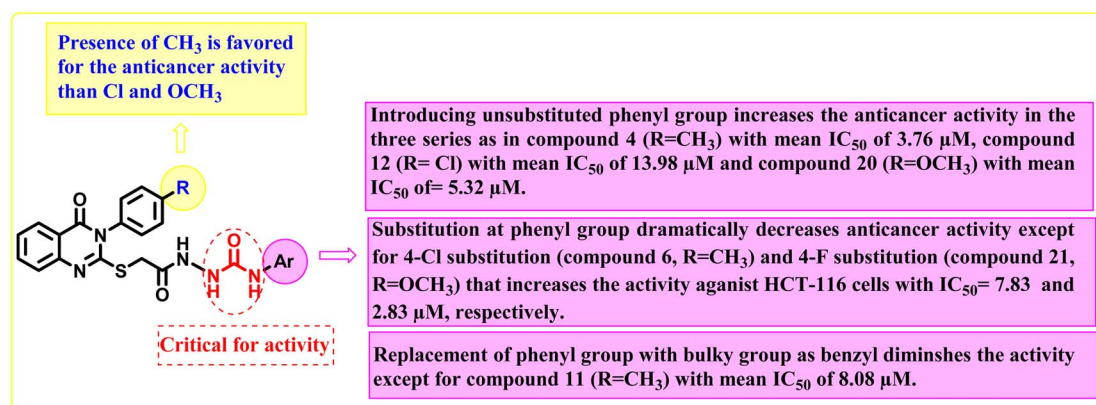 Presence of CH₃ is favored
for the anticancer activity
than Cl and OCH₃
R
O
N
N
S
O
H
N
N
H
O
N
H
Ar
Critical for activity
Introducing unsubstituted phenyl group increases the anticancer activity in the
three series as in compound 4 (R=CH₃) with mean IC₅₀ of 3.76 µM, compound
12 (R= Cl) with mean IC₅₀ of 13.98 µM and compound 20 (R=OCH₃) with mean
IC₅₀ of= 5.32 µM.
Substitution at phenyl group dramatically decreases anticancer activity except
for 4-Cl substitution (compound 6, R=CH₃) and 4-F substitution (compound 21,
R=OCH₃) that increases the activity aganist HCT-116 cells with IC₅₀= 7.83 and
2.83 µM, respectively.
Replacement of phenyl group with bulky group as benzyl diminshes the activity
except for compound 11 (R=CH₃) with mean IC₅₀ of 8.08 µM.